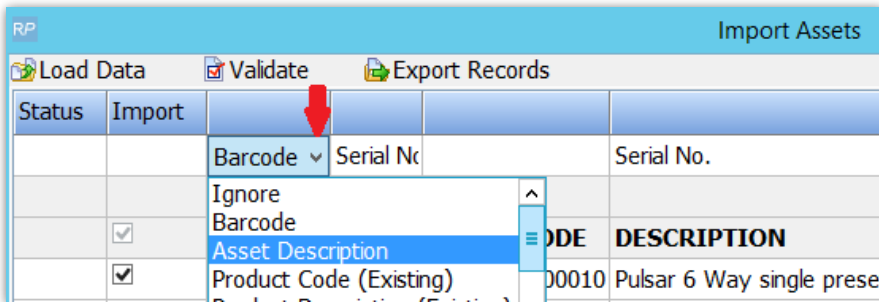 RP Import Assets
Load Data Validate Export Records
Status Import
Barcode Serial No.
Ignore
Barcode
Asset Description DESCRIPTION
Product Code (Existing) 00010 Pulsar 6 Way single